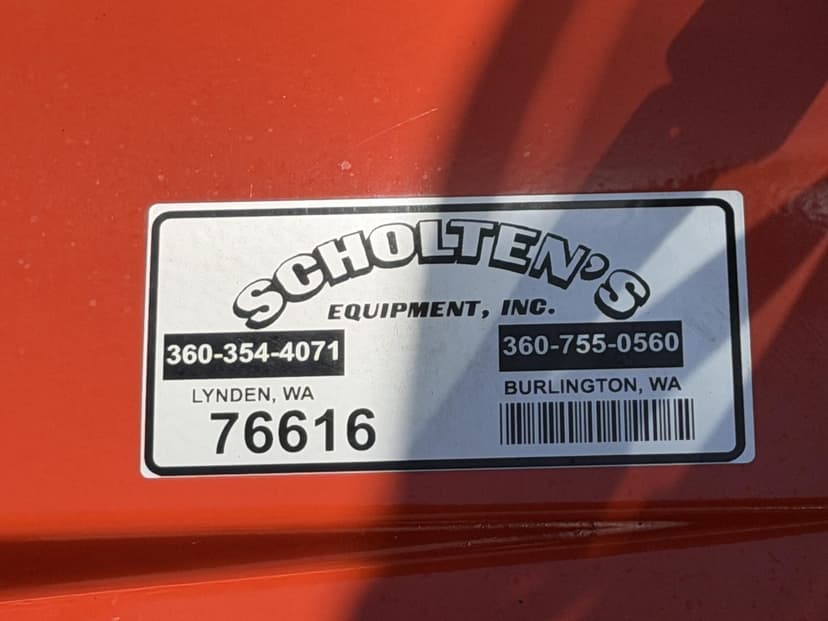 SCHOLTEN'S
EQUIPMENT, INC.
360-354-4071
LYNDEN, WA
76616
360-755-0560
BURLINGTON, WA